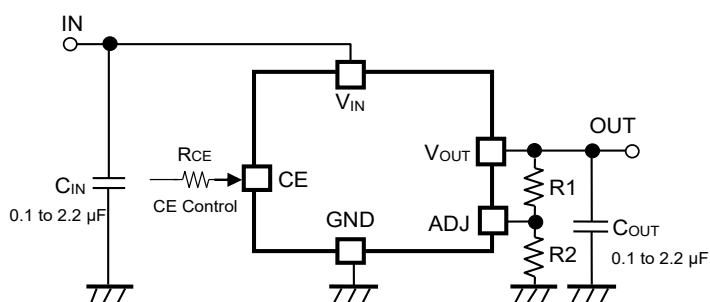 IN
VIN
OUT
VOUT
RCE
R1
CIN
CE
0.1 to 2.2 µF
CE Control
GND
ADJ
COUT
R2
0.1 to 2.2 µF